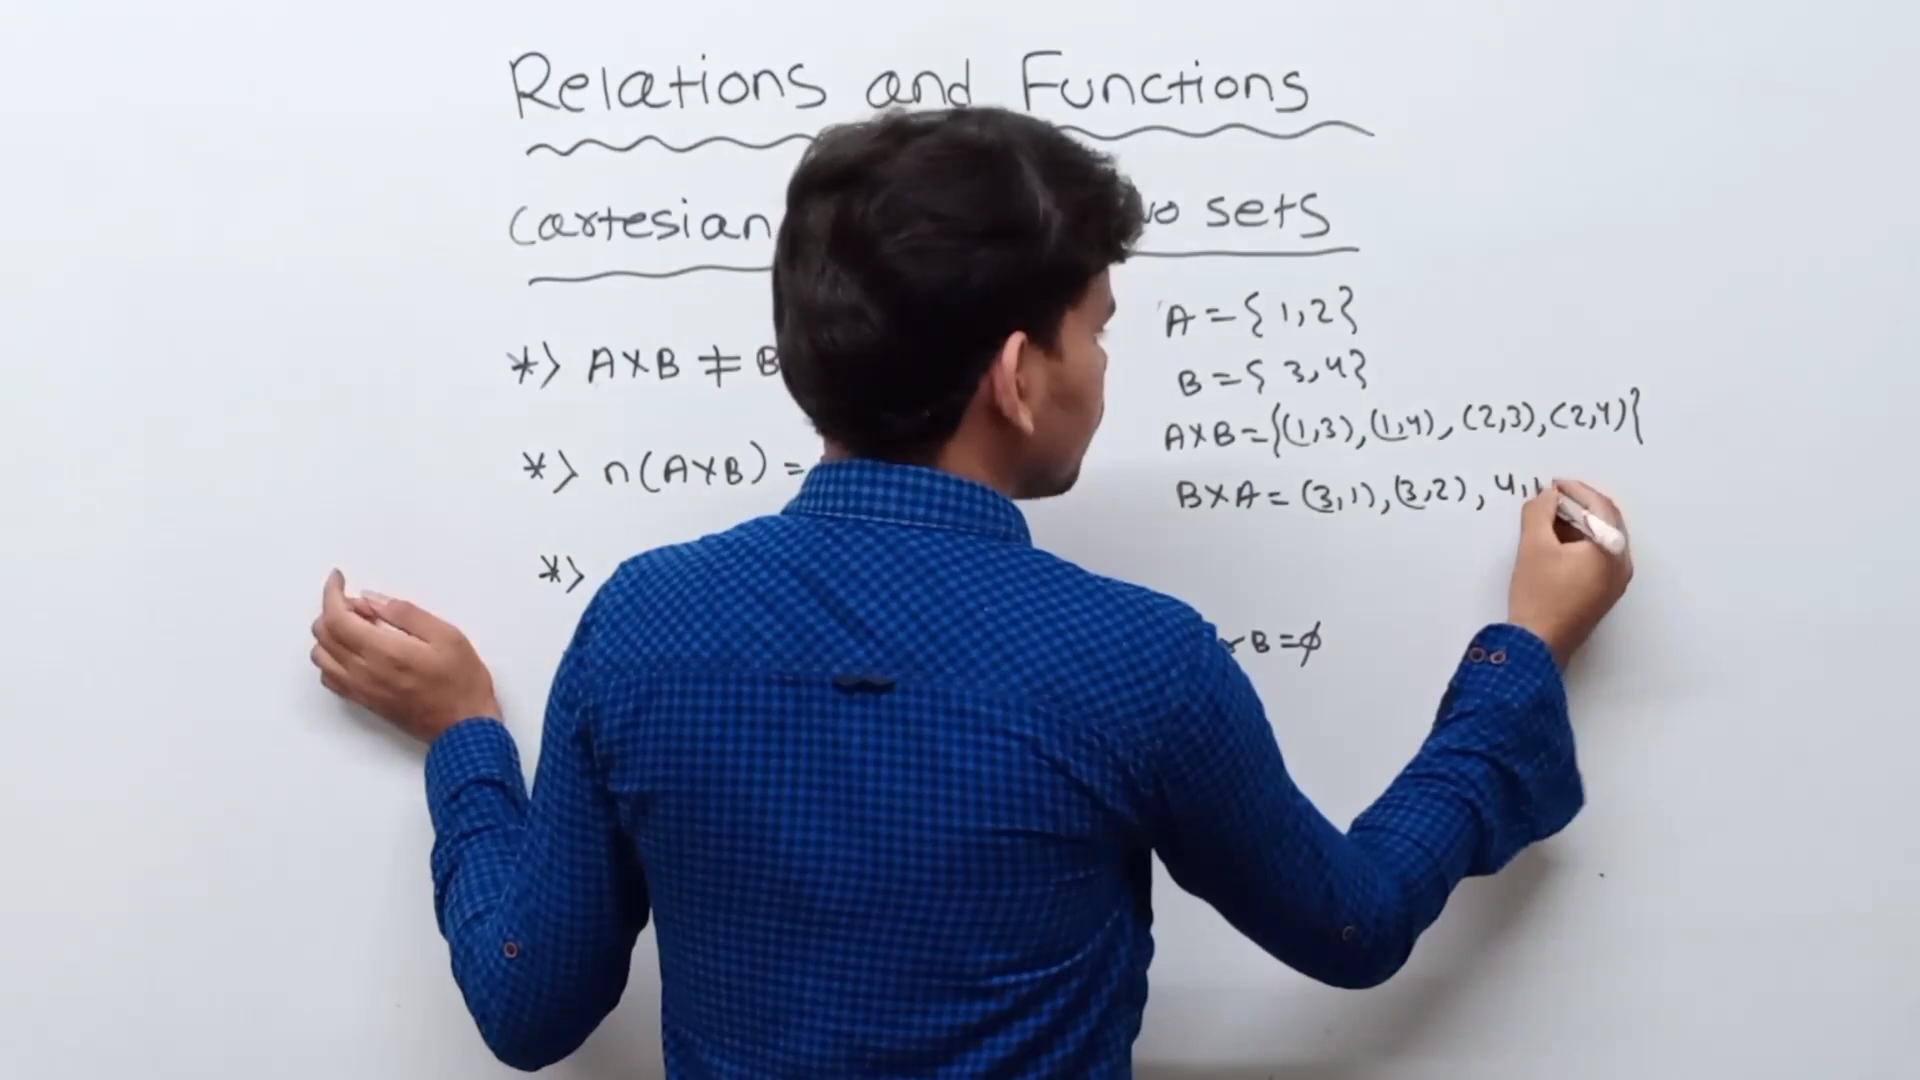 Relations and Functions
Cartesian sets
*> A×B ≠ B
*> n(A×B) =
*>
A = { 1,2}
B = { 3,4}
A×B = {(1,3),(1,4), (2,3),(2,4)}
B×A = (3,1),(3,2), 4,1
B = ϕ